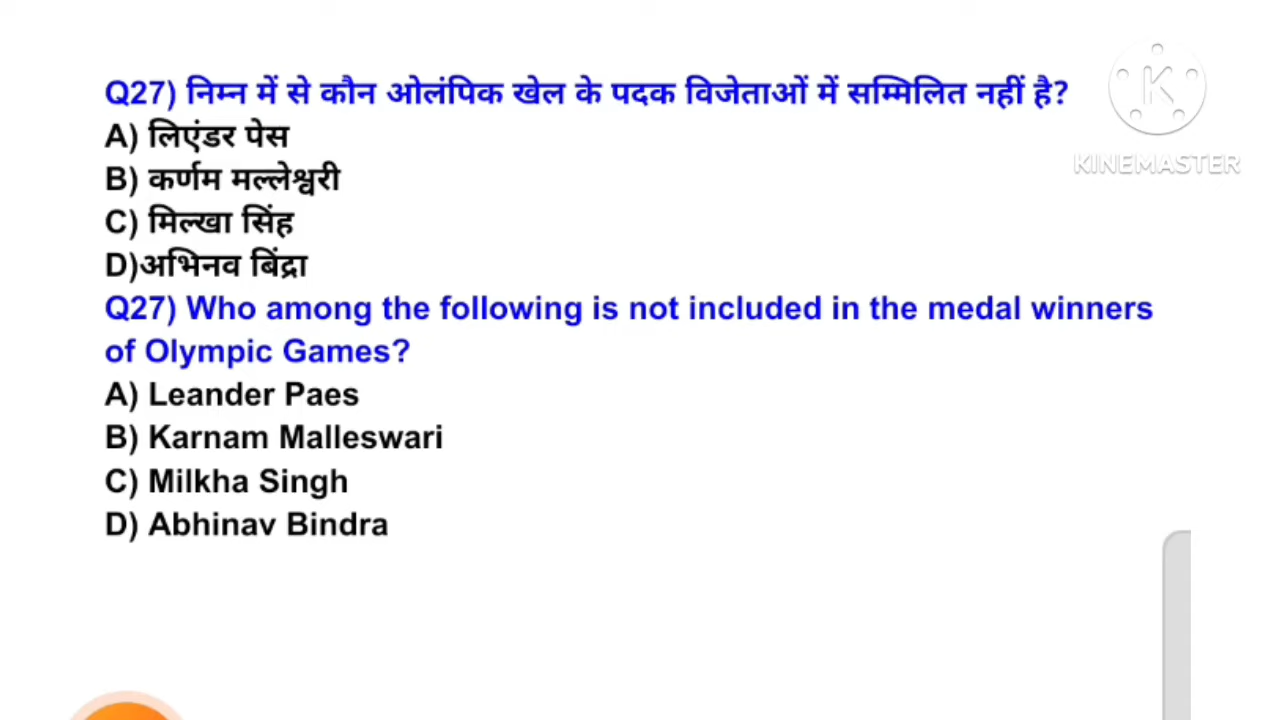 Q27) निम्न में से कौन ओलंपिक खेल के पदक विजेताओं में सम्मिलित नहीं है?
A) लिएंडर पेस
B) कर्णम मल्लेश्वरी
C) मिल्खा सिंह
D)अभिनव बिंद्रा
Q27) Who among the following is not included in the medal winners
of Olympic Games?
A) Leander Paes
B) Karnam Malleswari
C) Milkha Singh
D) Abhinav Bindra
K
KINEMASTER